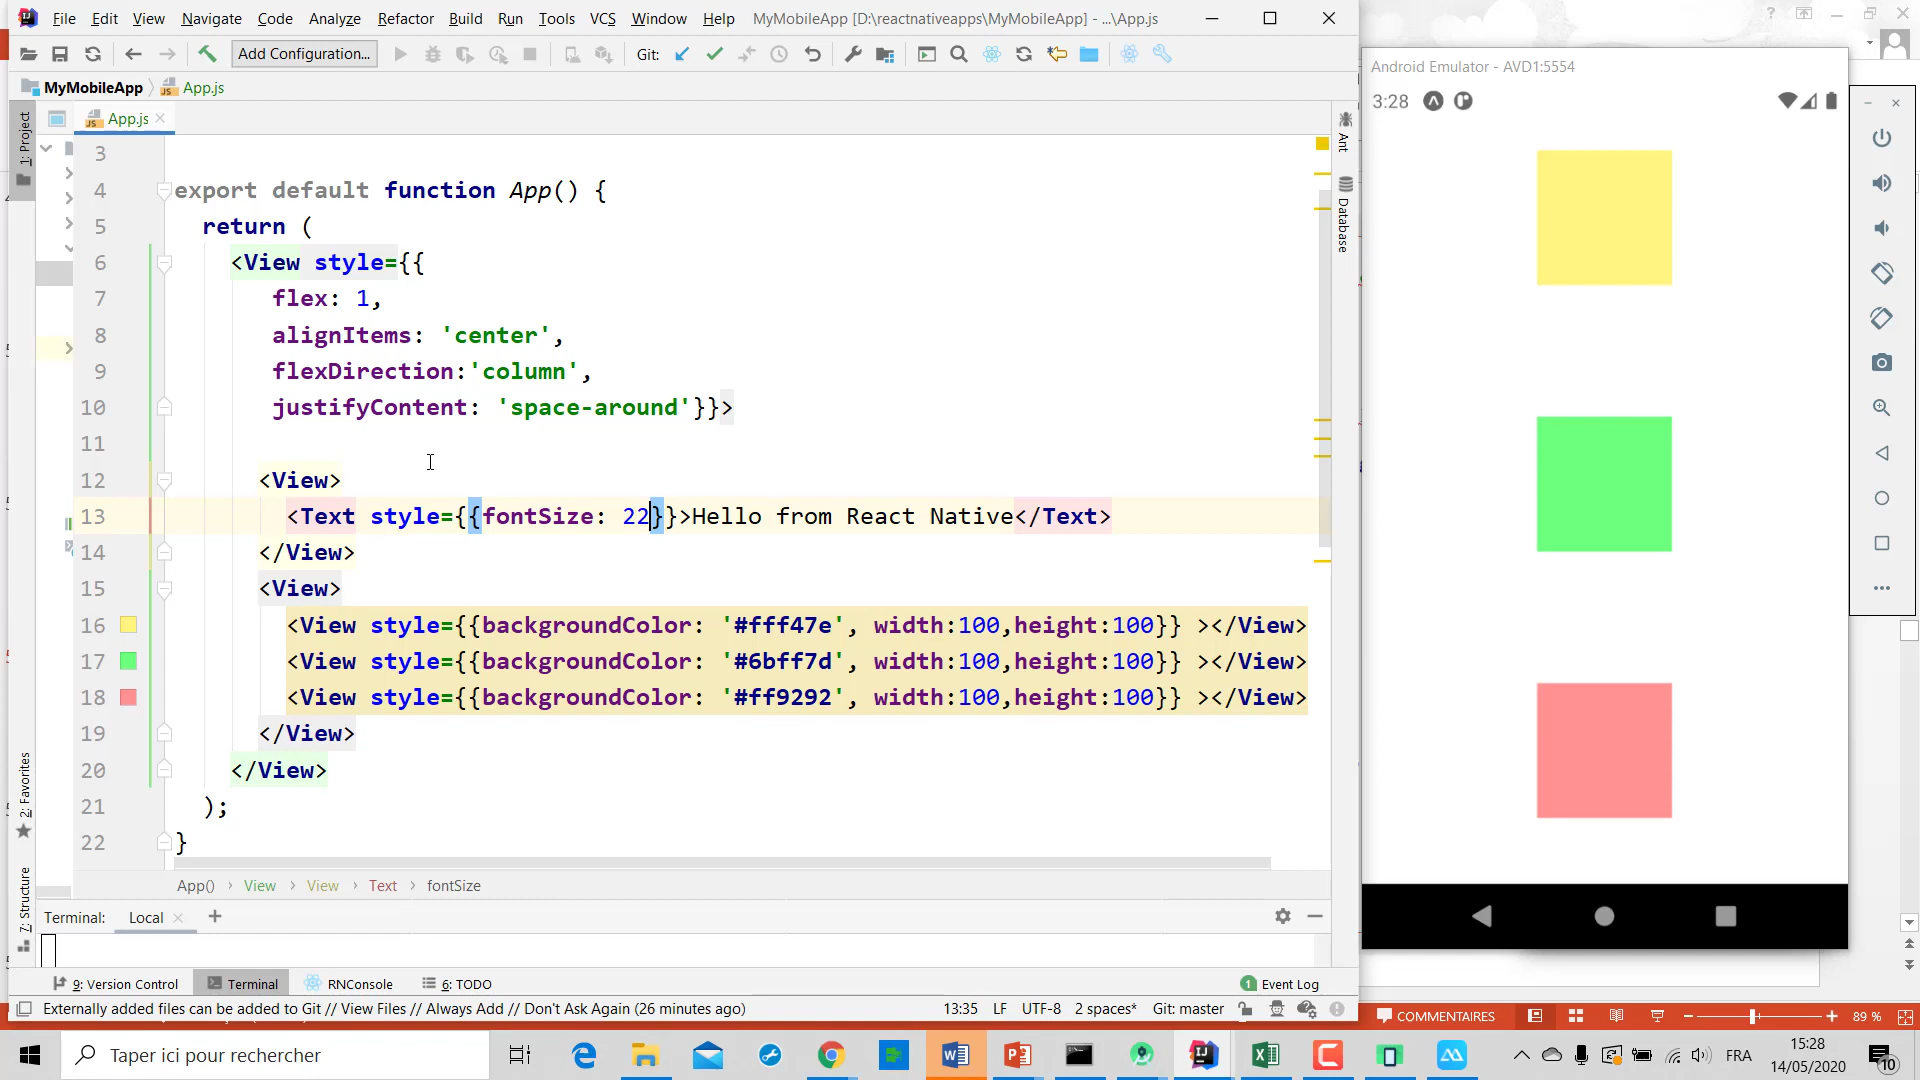 File Edit View Navigate Code Analyze Refactor Build Run Tools VCS Window Help MyMobileApp [D:\reactnativeapps\MyMobileApp] - ...\App.js
Add Configuration... Git:
MyMobileApp App.js
App.js
1: Project
2: Favorites
Z: Structure
Ant
Database
3
4 export default function App() {
5 return (
6 <View style={{
7 flex: 1,
8 alignItems: 'center',
9 flexDirection:'column',
10 justifyContent: 'space-around'}}>
11
12 <View>
13 <Text style={{fontSize: 22}}>Hello from React Native</Text>
14 </View>
15 <View>
16 <View style={{backgroundColor: '#fff47e', width:100,height:100}} ></View>
17 <View style={{backgroundColor: '#6bff7d', width:100,height:100}} ></View>
18 <View style={{backgroundColor: '#ff9292', width:100,height:100}} ></View>
19 </View>
20 </View>
21 );
22 }
App() View View Text fontSize
Terminal: Local
9: Version Control Terminal RNConsole 6: TODO 1 Event Log
Externally added files can be added to Git // View Files // Always Add // Don't Ask Again (26 minutes ago) 13:35 LF UTF-8 2 spaces* Git: master
Android Emulator - AVD1:5554
3:28
COMMENTAIRES 89 %
Taper ici pour rechercher
FRA
15:28
14/05/2020
10